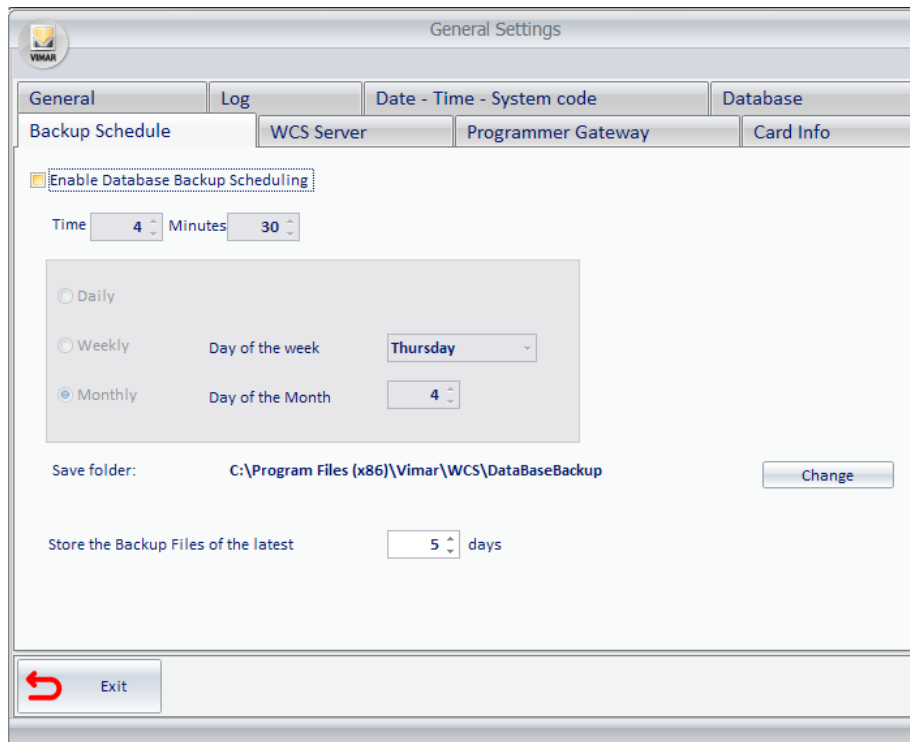 General Settings
VIMAR
General Log Date - Time - System code Database
Backup Schedule WCS Server Programmer Gateway Card Info
Enable Database Backup Scheduling
Time 4 Minutes 30
Daily
Weekly Day of the week Thursday
Monthly Day of the Month 4
Save folder: C:\Program Files (x86)\Vimar\WCS\DataBaseBackup Change
Store the Backup Files of the latest 5 days
Exit